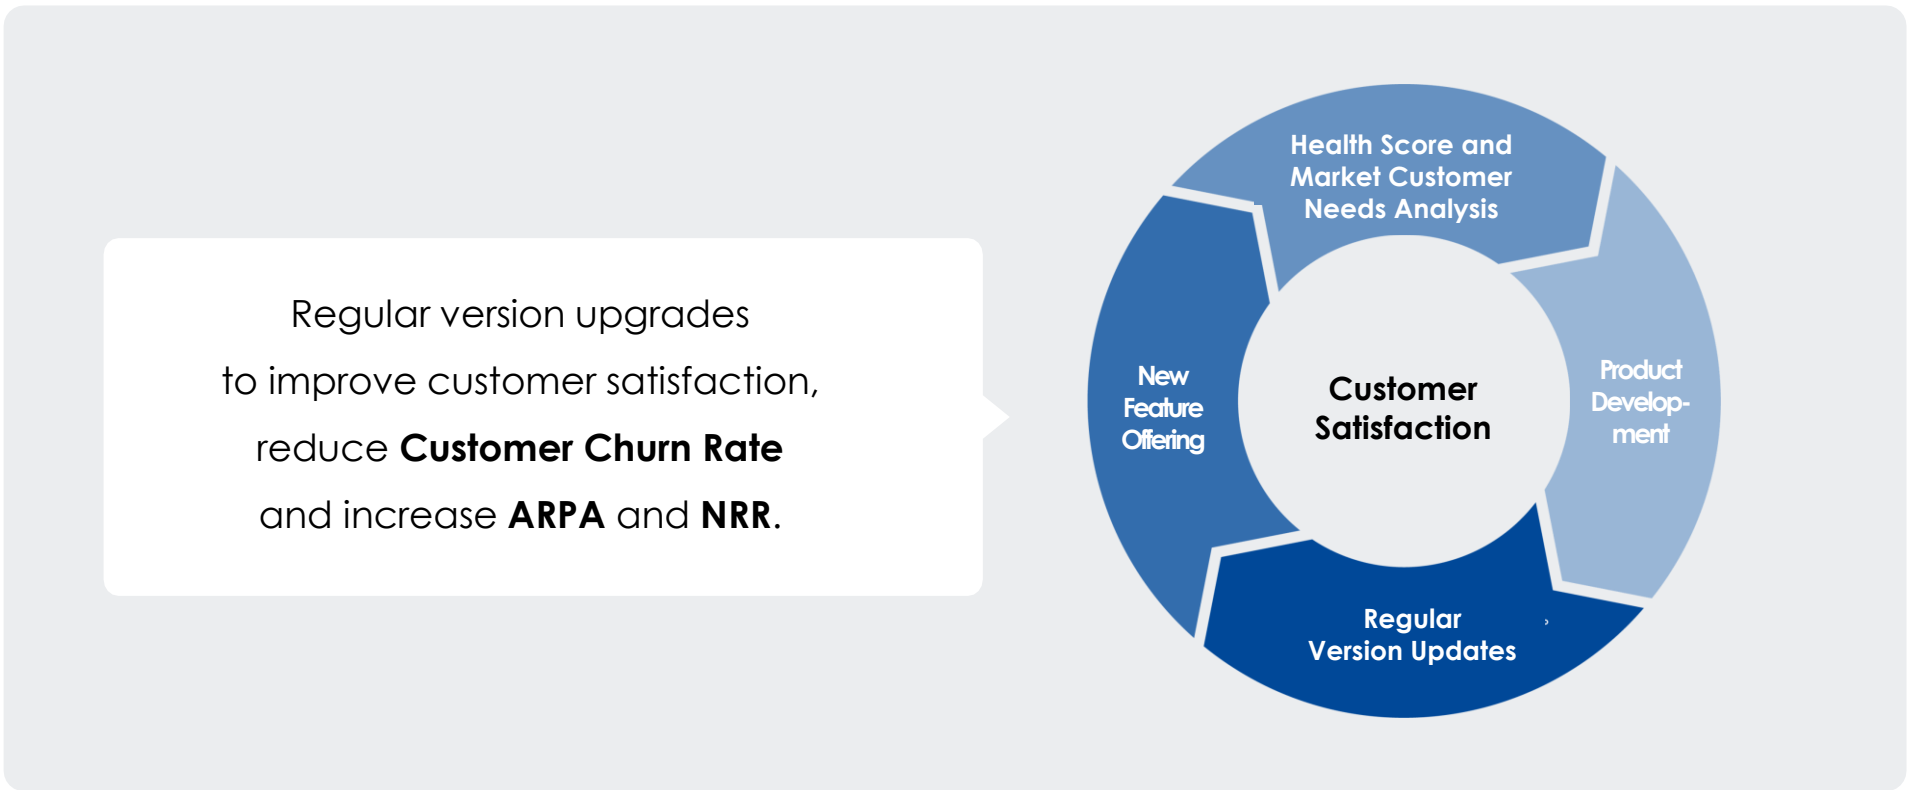 Regular version upgrades
to improve customer satisfaction,
reduce Customer Churn Rate
and increase ARPA and NRR.
Health Score and
Market Customer
Needs Analysis
Product
Develop-
ment
Regular
Version Updates
New
Feature
Offering
Customer
Satisfaction